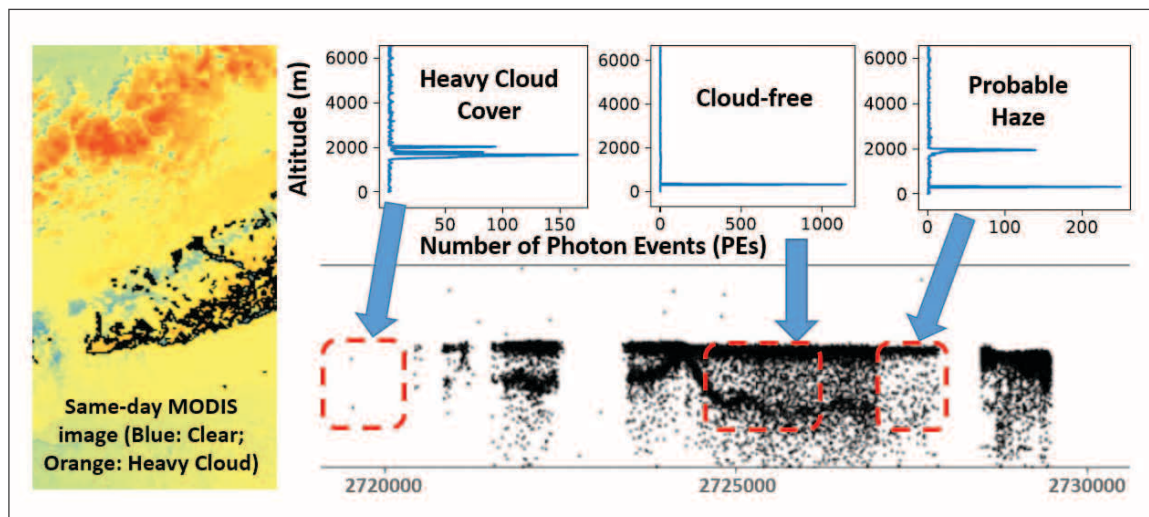 Altitude (m)
6000
4000
2000
0
Heavy Cloud
Cover
50
100
150
6000
4000
2000
0
Cloud-free
0
500
1000
6000
4000
2000
0
Probable
Haze
0
100
200
Number of Photon Events (PEs)
Same-day MODIS
image (Blue: Clear;
Orange: Heavy Cloud)
2720000
2725000
2730000